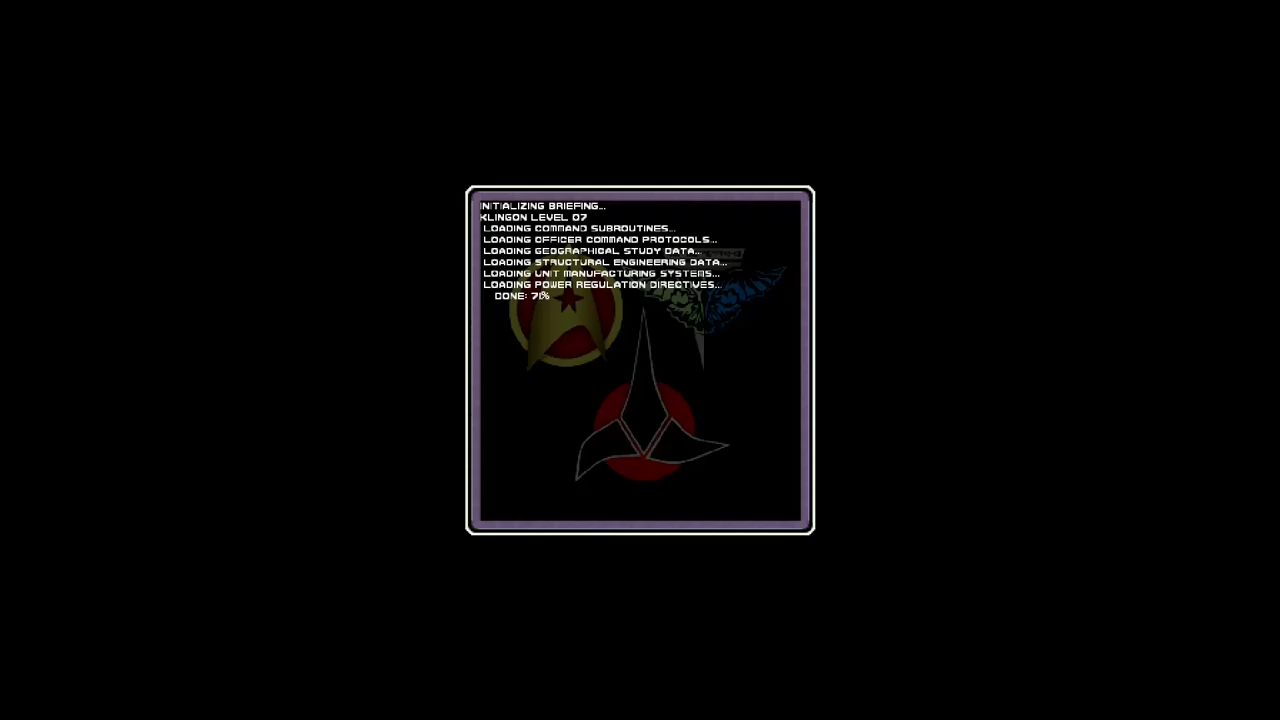 INITIALIZING BRIEFING...
KLINGON LEVEL 07
LOADING COMMAND SUBROUTINES...
LOADING OFFICER COMMAND PROTOCOLS...
LOADING GEOGRAPHICAL STUDY DATA...
LOADING STRUCTURAL ENGINEERING DATA...
LOADING UNIT MANUFACTURING SYSTEMS...
LOADING POWER REGULATION DIRECTIVES...
DONE: 71%